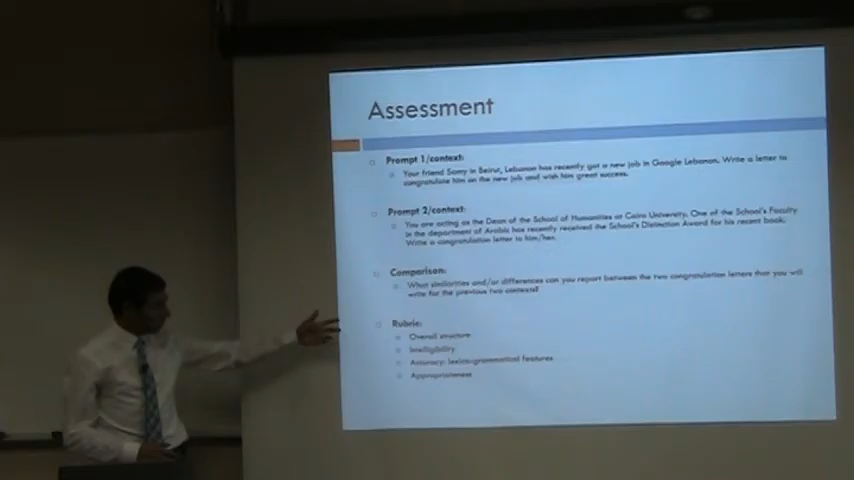 Assessment
Prompt 1/context:
Your friend Samy in Beirut, Lebanon has recently got a new job in Google Lebanon. Write a letter to
congratulate him on the new job and wish him great success.
Prompt 2/context:
You are acting as the Dean of the School of Humanities at Cairo University. One of the School's Faculty
in the department of Arabic has recently received the School's Distinction Award for his recent book.
Write a congratulation letter to him/her.
Comparison:
What similarities and/or differences can you report between the two congratulation letters that you will
write for the previous two contexts?
Rubric:
Overall structure
Intelligibility
Accuracy: lexico-grammatical features
Appropriateness